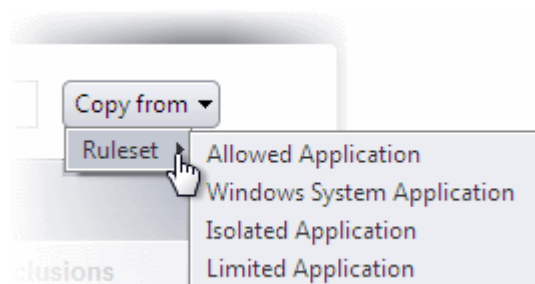 Copy from
Ruleset
Allowed Application
Windows System Application
Isolated Application
Limited Application